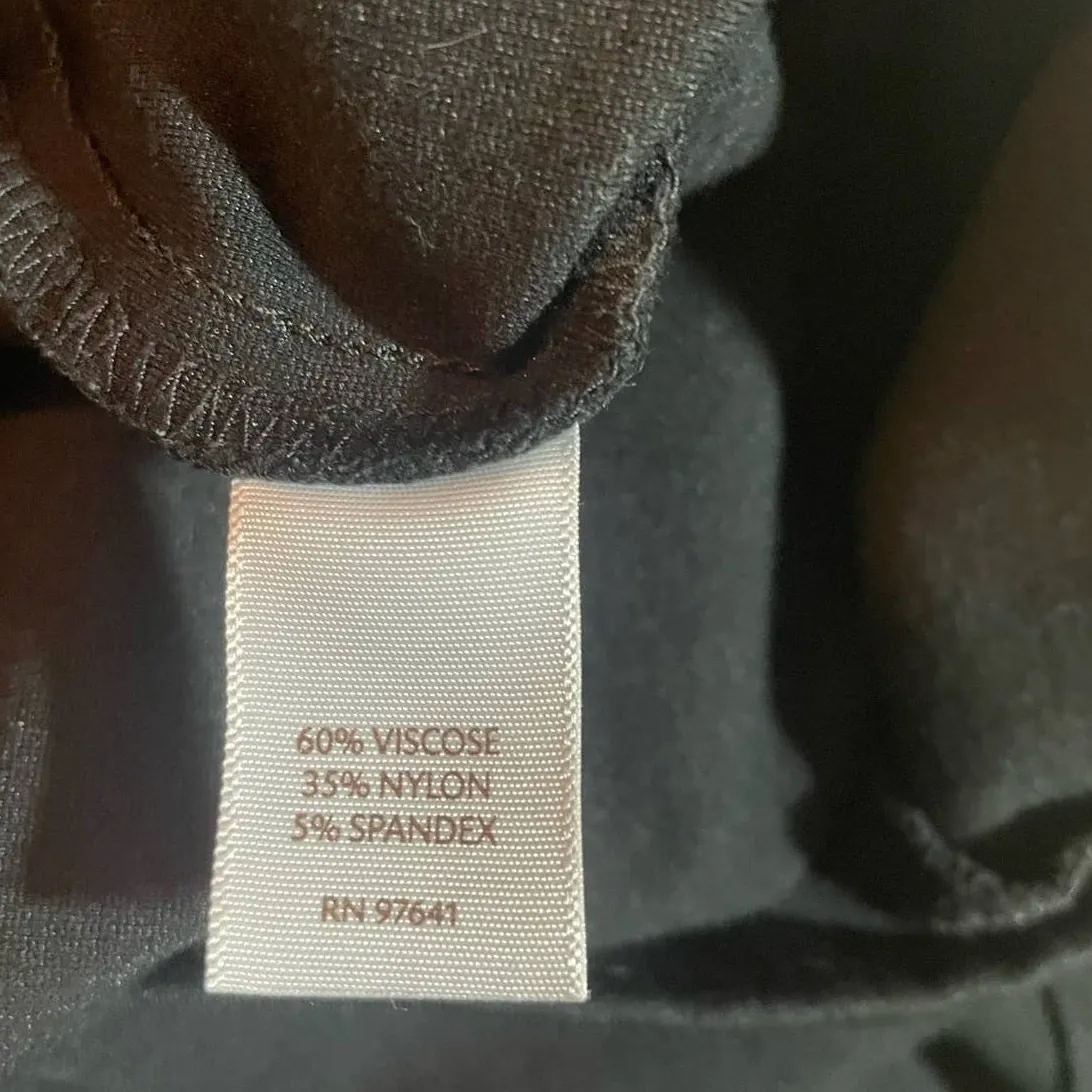 60% VISCOSE
35% NYLON
5% SPANDEX
RN 97641